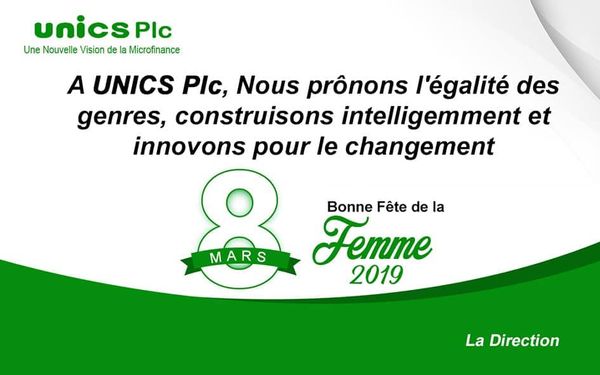 unics Plc
Une Nouvelle Vision de la Microfinance
A UNICS Plc, Nous prônons l'égalité des
genres, construisons intelligemment et
innovons pour le changement
8
MARS
Bonne Fête de la
Femme
2019
La Direction